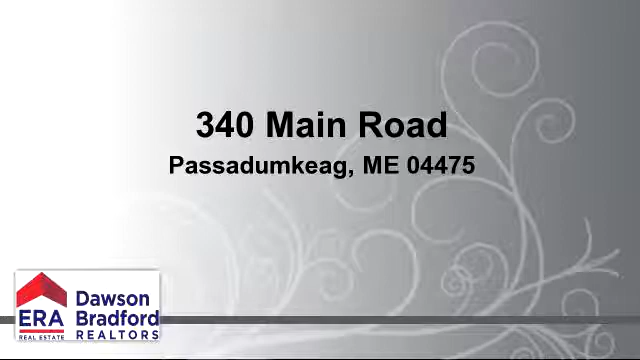 340 Main Road
Passadumkeag, ME 04475
ERA
REAL ESTATE
Dawson
Bradford
REALTORS